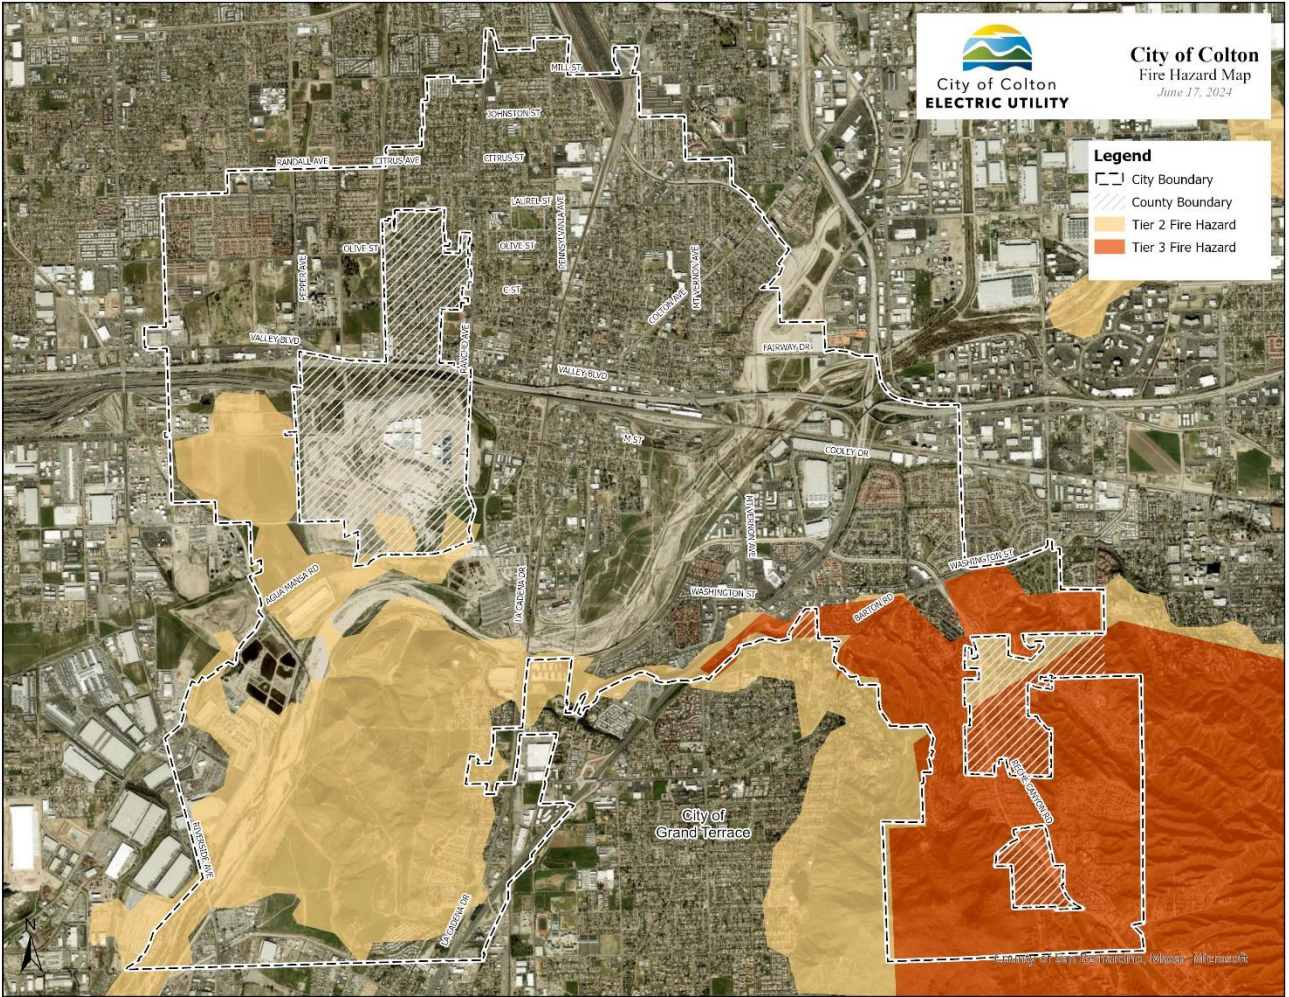 City of Colton
ELECTRIC UTILITY
City of Colton
Fire Hazard Map
June 17, 2024
Legend
City Boundary
County Boundary
Tier 2 Fire Hazard
Tier 3 Fire Hazard
MILL ST
JOHNSTON ST
RANDALL AVE
CITRUS AVE
CITRUS ST
LAUREL ST
PENNSYLVANIA AVE
OLIVE ST
OLIVE ST
PEPPER AVE
C ST
COLTON AVE
MT VERNON AVE
VALLEY BLVD
RANCHO AVE
FAIRWAY DR
VALLEY BLVD
M ST
COOLEY DR
MT VERNON AVE
WASHINGTON ST
AGUA MANSA RD
LA CADENA DR
WASHINGTON ST
BARTON RD
RECHE CANYON RD
City of
Grand Terrace
RIVERSIDE AVE
LA CADENA DR
N
County of San Bernardino, Maxar, Microsoft